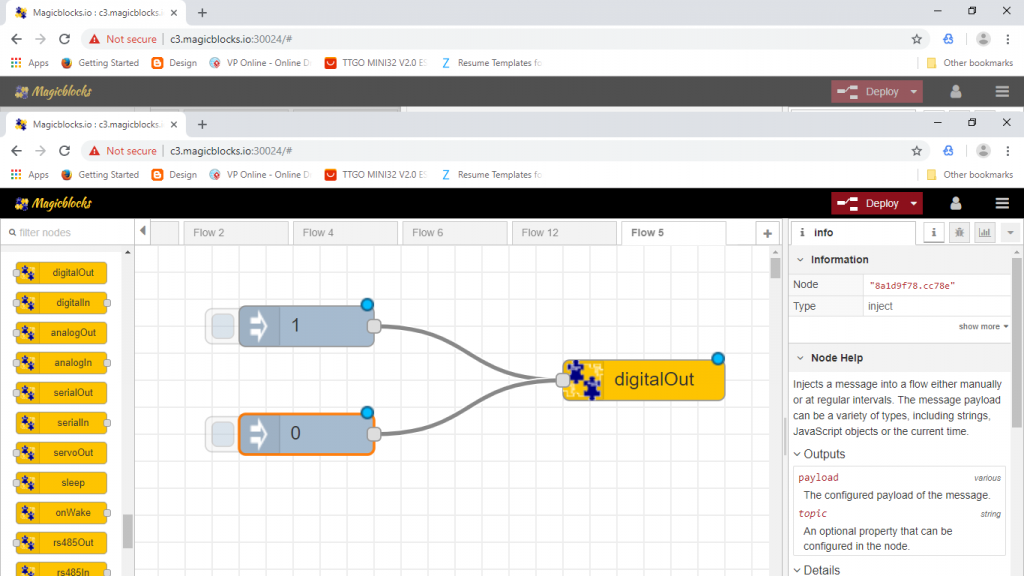 Magicblocks.io : c3.magicblocks.
Not secure c3.magicblocks.io:30024/#
Apps Getting Started Design VP Online - Online D TTGO MINI32 V2.0 ES Resume Templates fo Other bookmarks
Magicblocks Deploy
Magicblocks.io : c3.magicblocks.
Not secure c3.magicblocks.io:30024/#
Apps Getting Started Design VP Online - Online D TTGO MINI32 V2.0 ES Resume Templates fo Other bookmarks
Magicblocks Deploy
filter nodes
Flow 2 Flow 4 Flow 6 Flow 12 Flow 5
digitalOut
digitalIn
analogOut
analogIn
serialOut
serialIn
servoOut
sleep
onWake
rs485Out
rs485In
1
0
digitalOut
i info i
Information
Node "8a1d9f78.cc78e"
Type inject
show more
Node Help
Injects a message into a flow either manually
or at regular intervals. The message payload
can be a variety of types, including strings,
JavaScript objects or the current time.
Outputs
payload various
The configured payload of the message.
topic string
An optional property that can be
configured in the node.
Details